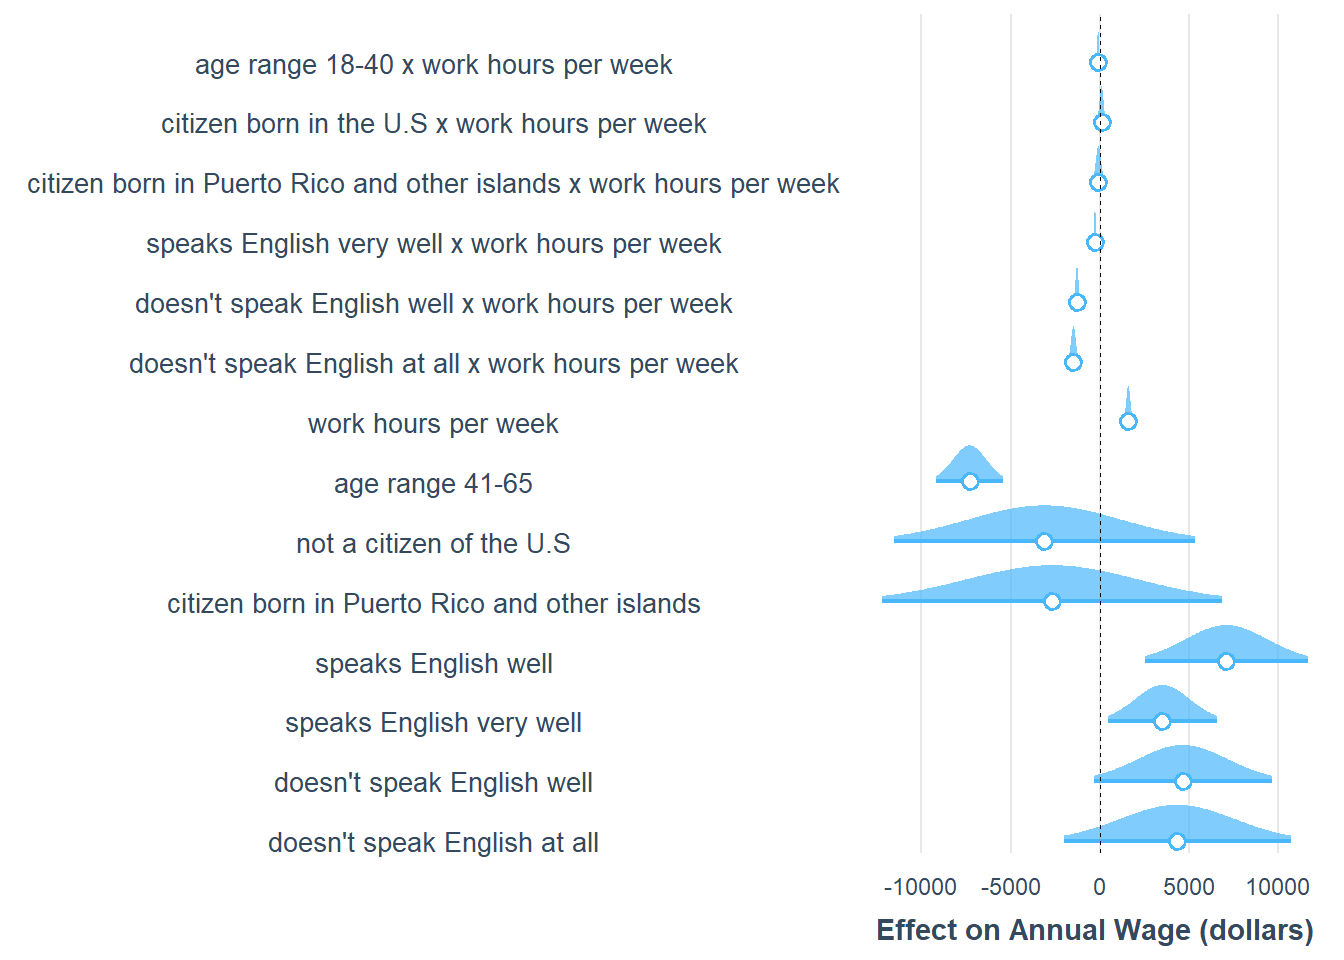 age range 18-40 x work hours per week
citizen born in the U.S x work hours per week
citizen born in Puerto Rico and other islands x work hours per week
speaks English very well x work hours per week
doesn't speak English well x work hours per week
doesn't speak English at all x work hours per week
work hours per week
age range 41-65
not a citizen of the U.S
citizen born in Puerto Rico and other islands
speaks English well
speaks English very well
doesn't speak English well
doesn't speak English at all
-10000 -5000 0 5000 10000
Effect on Annual Wage (dollars)